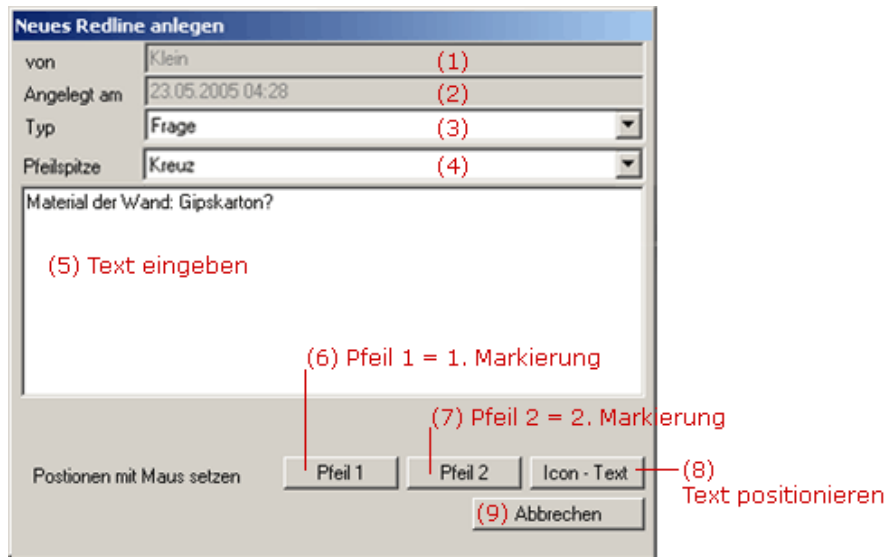 Neues Redline anlegen
von Klein (1)
Angelegt am 23.05.2005 04:28 (2)
Typ Frage (3)
Pfeilspitze Kreuz (4)
Material der Wand: Gipskarton?
(5) Text eingeben
(6) Pfeil 1 = 1. Markierung
(7) Pfeil 2 = 2. Markierung
Postionen mit Maus setzen Pfeil 1 Pfeil 2 Icon - Text (8)
Text positionieren
(9) Abbrechen